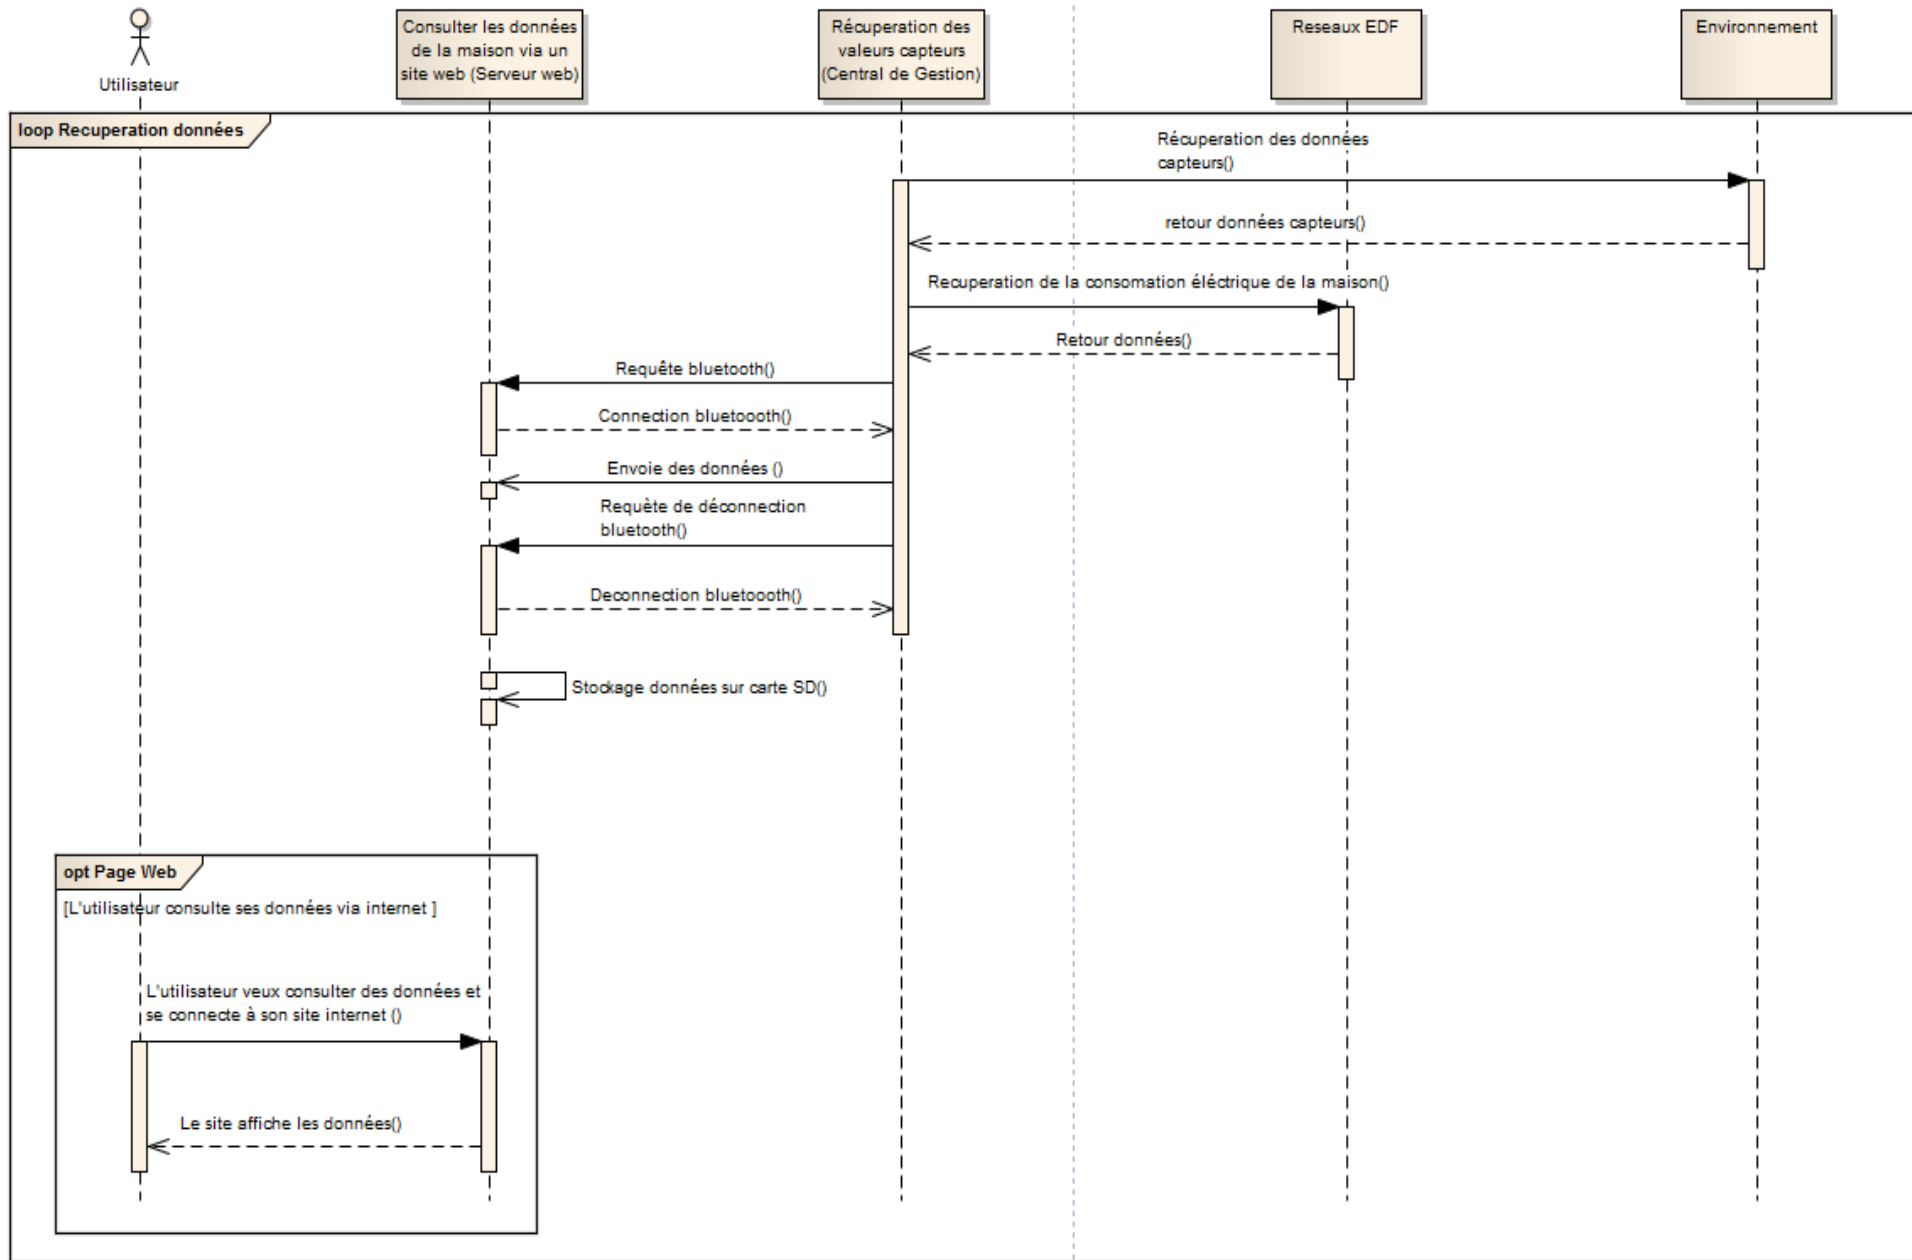 Utilisateur
Consulter les données
de la maison via un
site web (Serveur web)
Récuperation des
valeurs capteurs
(Central de Gestion)
Reseaux EDF
Environnement
loop Recuperation données
Récuperation des données
capteurs()
retour données capteurs()
Recuperation de la consomation éléctrique de la maison()
Retour données()
Requête bluetooth()
Connection bluetoooth()
Envoie des données ()
Requète de déconnection
bluetooth()
Deconnection bluetoooth()
Stockage données sur carte SD()
opt Page Web
[L'utilisateur consulte ses données via internet ]
L'utilisateur veux consulter des données et
se connecte à son site internet ()
Le site affiche les données()